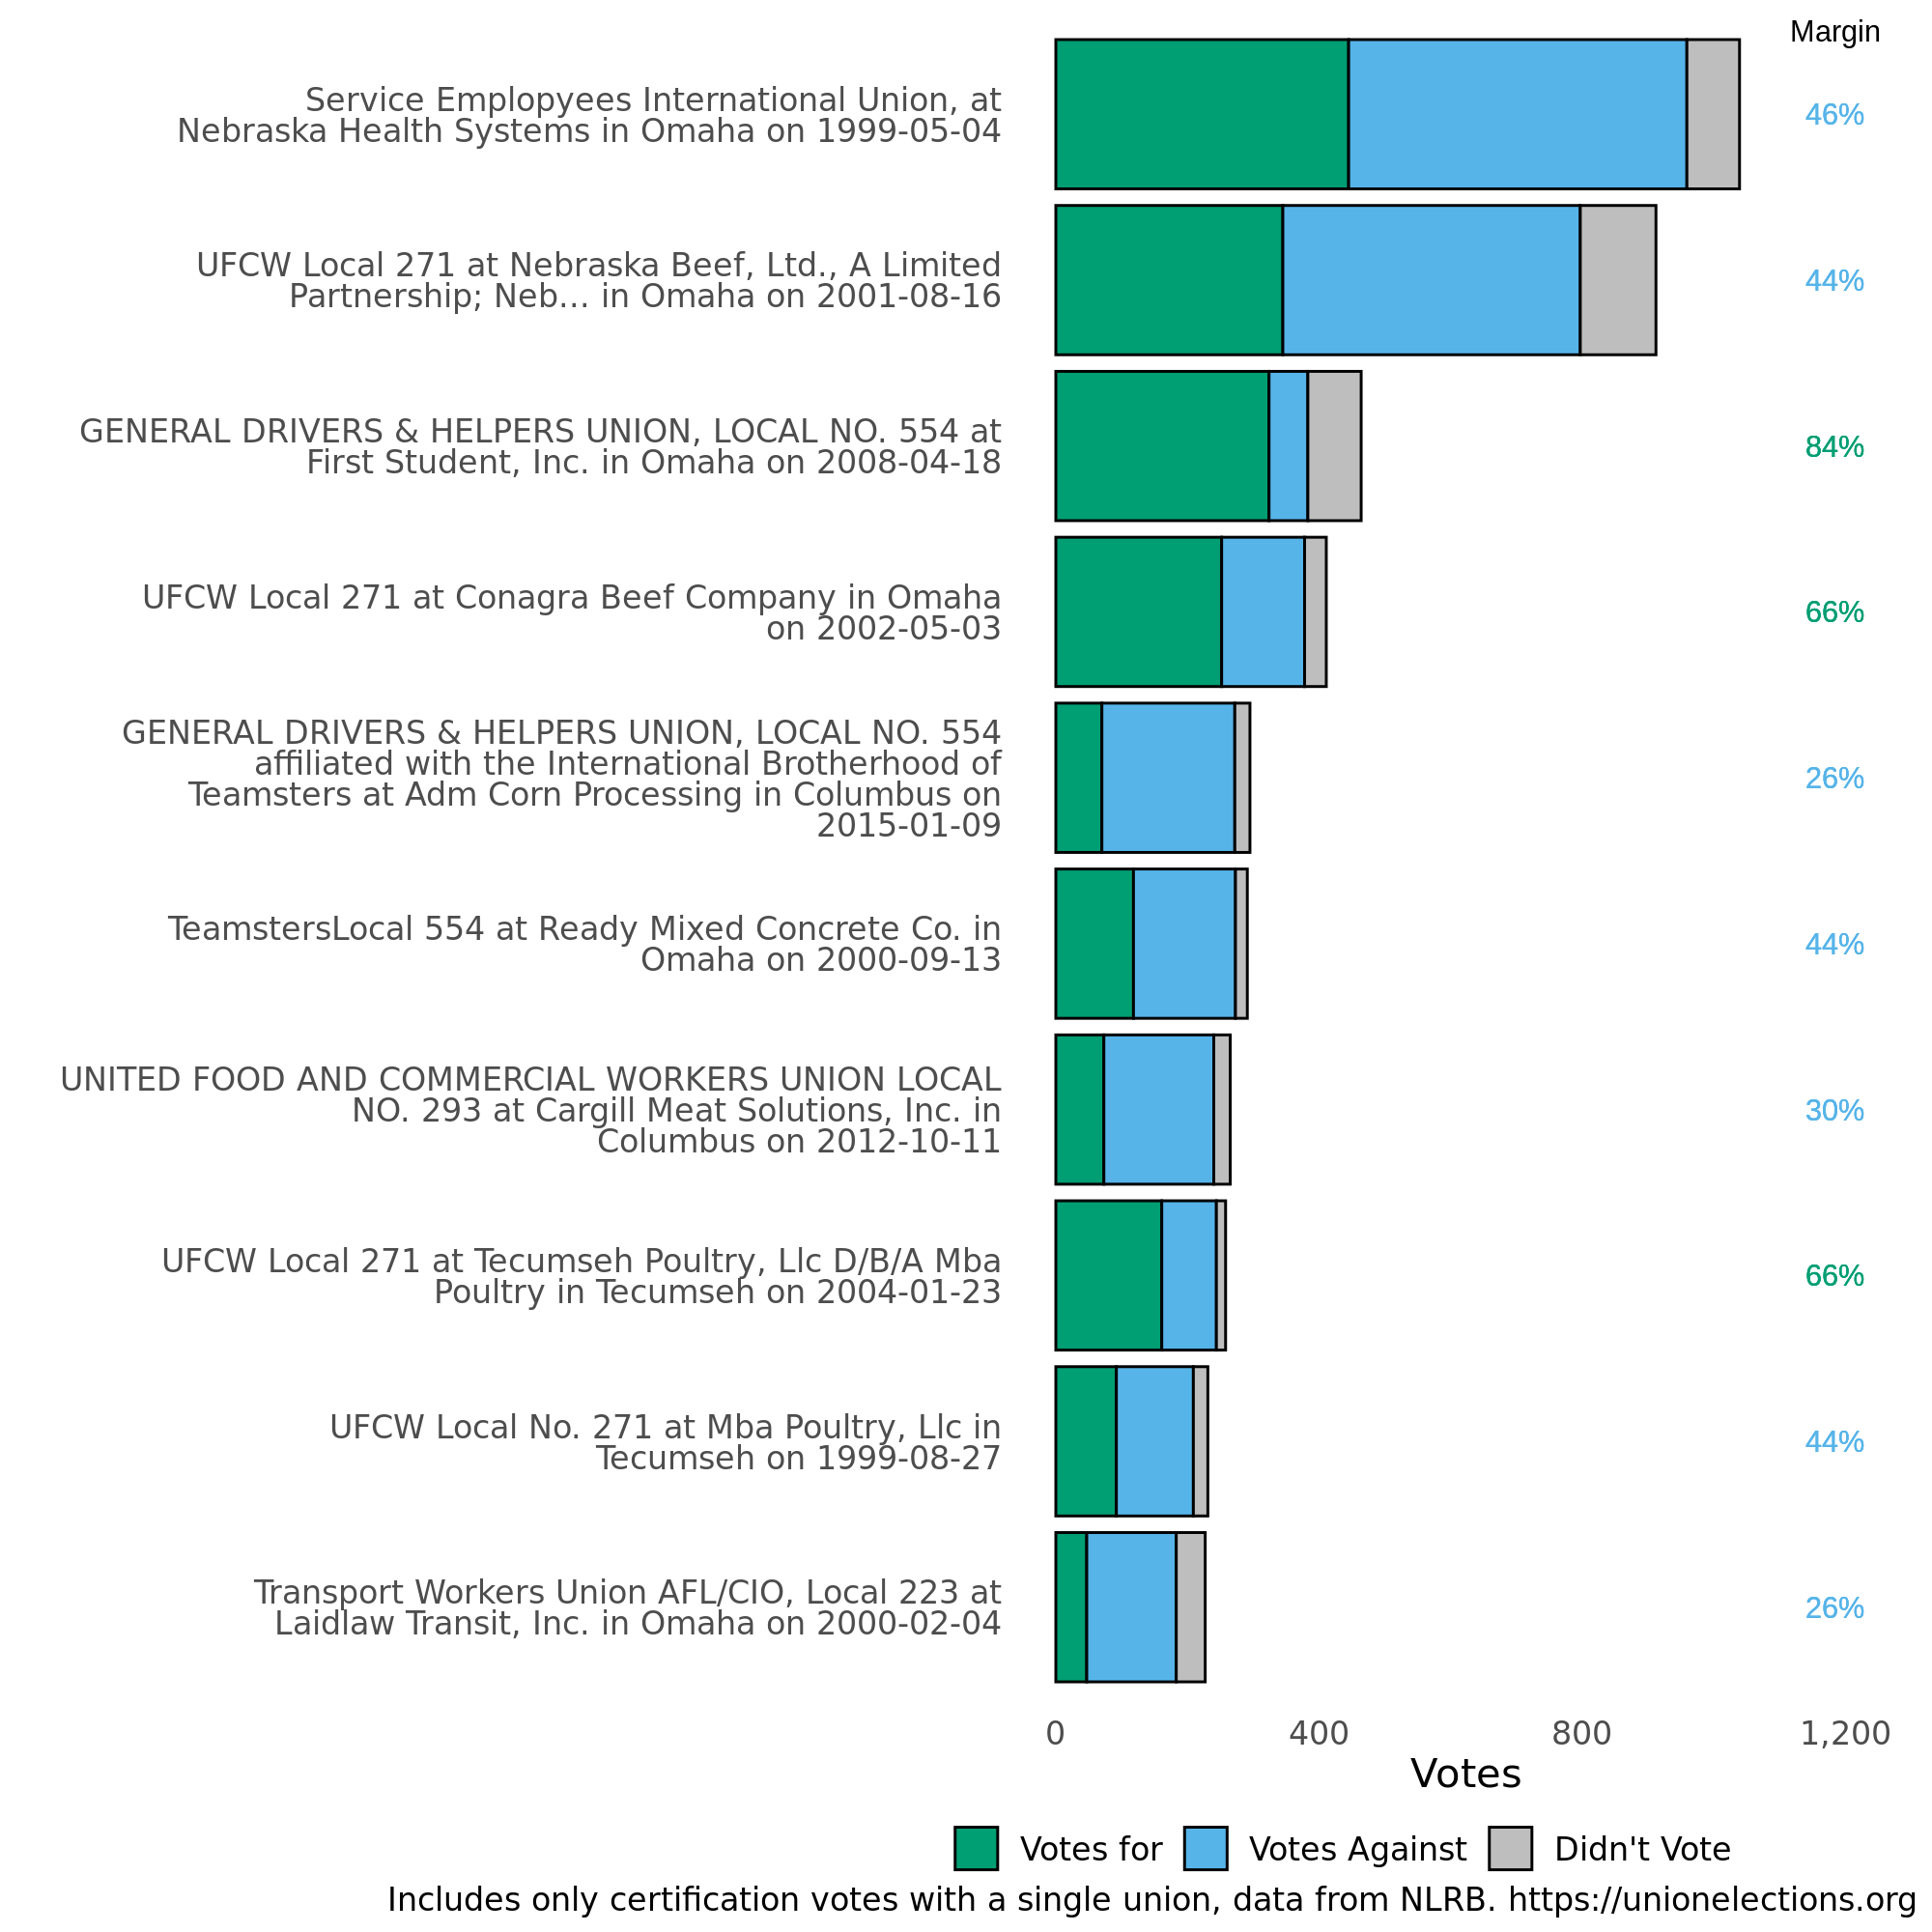 Margin
Service Emplopyees International Union, at
Nebraska Health Systems in Omaha on 1999-05-04
46%
UFCW Local 271 at Nebraska Beef, Ltd., A Limited
Partnership; Neb... in Omaha on 2001-08-16
44%
GENERAL DRIVERS & HELPERS UNION, LOCAL NO. 554 at
First Student, Inc. in Omaha on 2008-04-18
84%
UFCW Local 271 at Conagra Beef Company in Omaha
on 2002-05-03
66%
GENERAL DRIVERS & HELPERS UNION, LOCAL NO. 554
affiliated with the International Brotherhood of
Teamsters at Adm Corn Processing in Columbus on
2015-01-09
26%
TeamstersLocal 554 at Ready Mixed Concrete Co. in
Omaha on 2000-09-13
44%
UNITED FOOD AND COMMERCIAL WORKERS UNION LOCAL
NO. 293 at Cargill Meat Solutions, Inc. in
Columbus on 2012-10-11
30%
UFCW Local 271 at Tecumseh Poultry, Llc D/B/A Mba
Poultry in Tecumseh on 2004-01-23
66%
UFCW Local No. 271 at Mba Poultry, Llc in
Tecumseh on 1999-08-27
44%
Transport Workers Union AFL/CIO, Local 223 at
Laidlaw Transit, Inc. in Omaha on 2000-02-04
26%
0 400 800 1,200
Votes
Votes for Votes Against Didn't Vote
Includes only certification votes with a single union, data from NLRB. https://unionelections.org